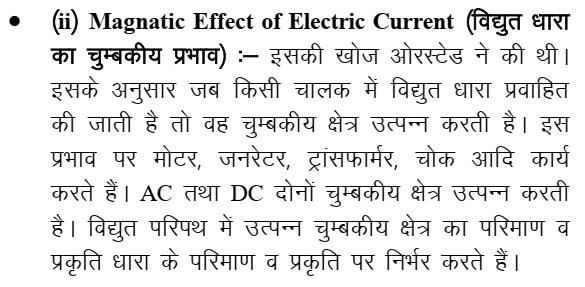 • (ii) Magnatic Effect of Electric Current (विद्युत धारा
का चुम्बकीय प्रभाव) :– इसकी खोज ओरस्टेड ने की थी।
इसके अनुसार जब किसी चालक में विद्युत धारा प्रवाहित
की जाती है तो वह चुम्बकीय क्षेत्र उत्पन्न करती है। इस
प्रभाव पर मोटर, जनरेटर, ट्रांसफार्मर, चोक आदि कार्य
करते हैं। AC तथा DC दोनों चुम्बकीय क्षेत्र उत्पन्न करती
है। विद्युत परिपथ में उत्पन्न चुम्बकीय क्षेत्र का परिमाण व
प्रकृति धारा के परिमाण व प्रकृति पर निर्भर करते हैं।